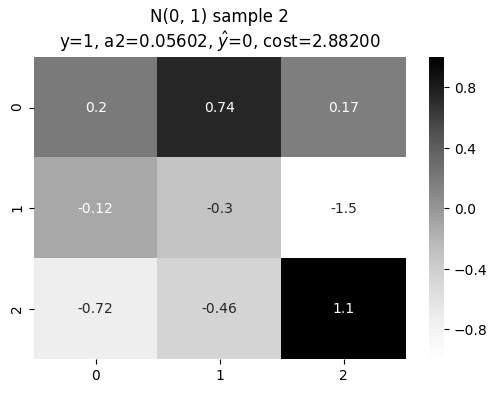 N(0, 1) sample 2
y=1, a2=0.05602, ŷ=0, cost=2.88200
0 0.2 0.74 0.17
1 -0.12 -0.3 -1.5
2 -0.72 -0.46 1.1
0 1 2
0.8
0.4
0.0
−0.4
−0.8